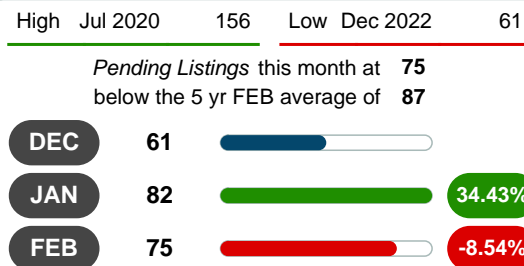 High Jul 2020 156 Low Dec 2022 61
Pending Listings this month at 75
below the 5 yr FEB average of 87
DEC 61
JAN 82 34.43%
FEB 75 -8.54%